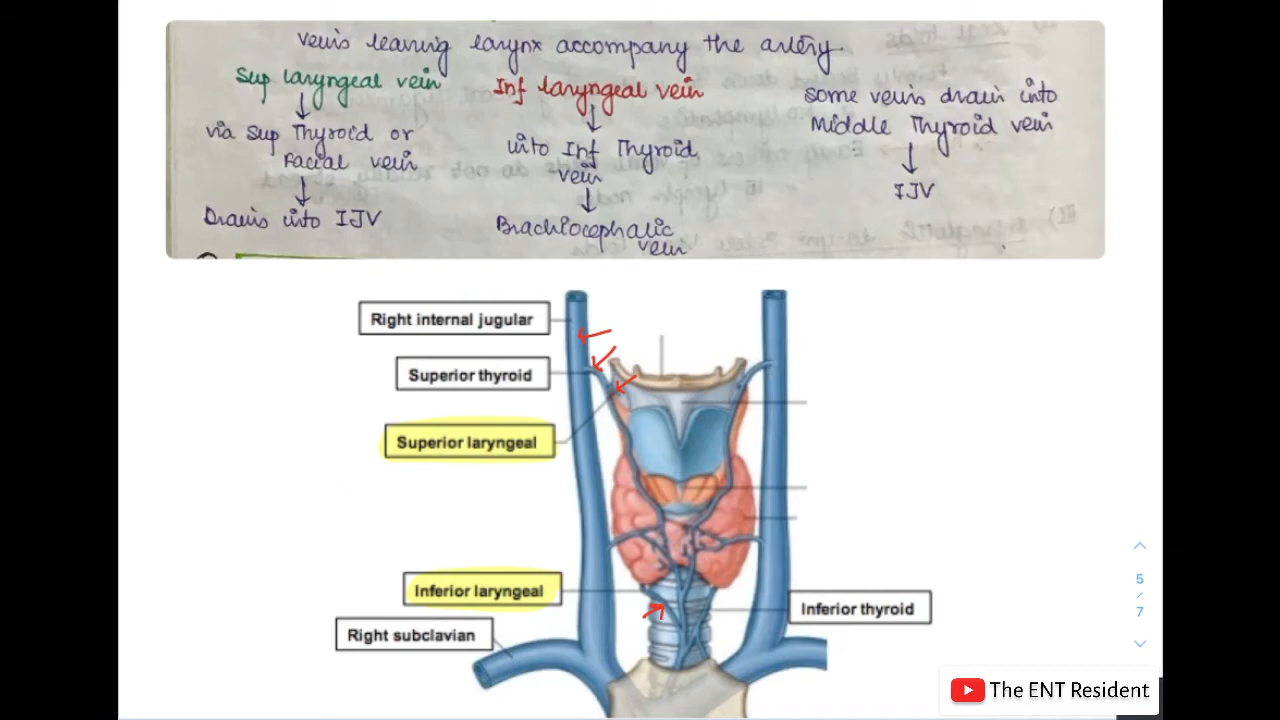 veins leaving larynx accompany the artery.
Sup laryngeal vein
↓
via Sup Thyroid or
Facial vein
↓
Drains into IJV
Inf laryngeal vein
↓
into Inf Thyroid
vein
↓
Brachiocephalic
vein
some veins drain into
Middle Thyroid vein
↓
IJV
Right internal jugular
Superior thyroid
Superior laryngeal
Inferior laryngeal
Right subclavian
Inferior thyroid
5
/
7
The ENT Resident